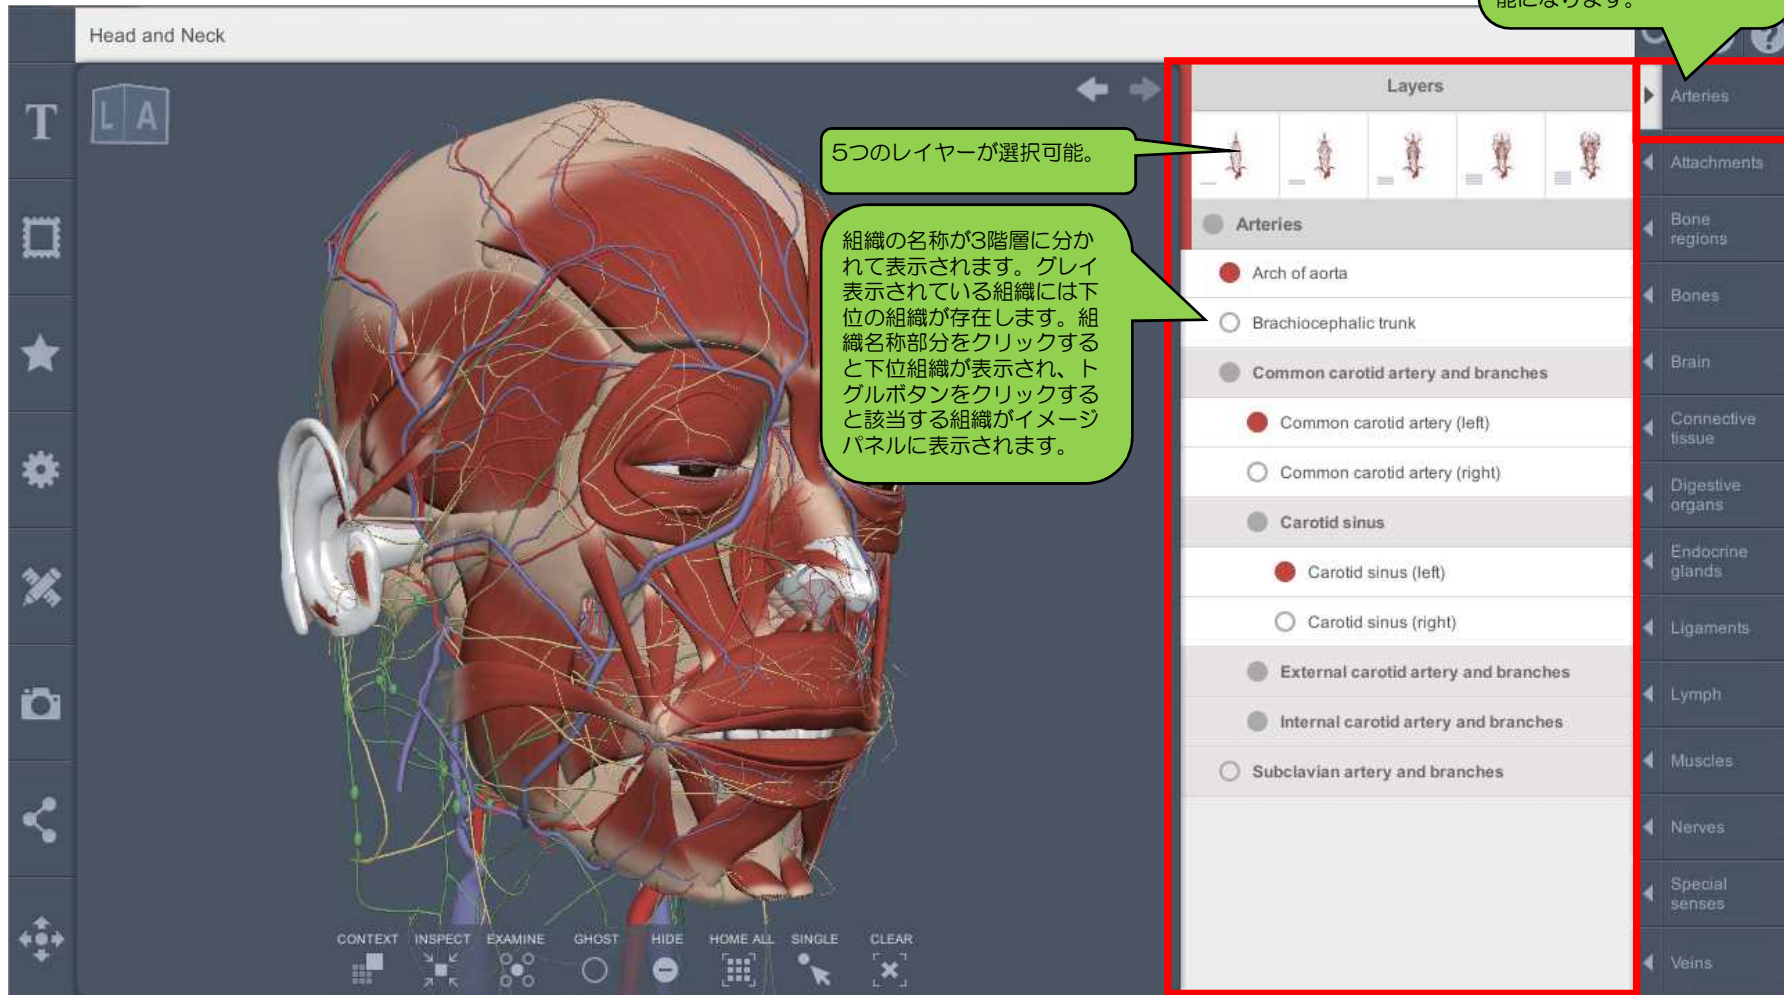 能になります。
Head and Neck
T
L A
5つのレイヤーが選択可能。
組織の名称が3階層に分か
れて表示されます。グレイ
表示されている組織には下
位の組織が存在します。組
織名称部分をクリックする
と下位組織が表示され、ト
グルボタンをクリックする
と該当する組織がイメージ
パネルに表示されます。
CONTEXT INSPECT EXAMINE GHOST HIDE HOME ALL SINGLE CLEAR
Layers
Arteries
Arch of aorta
Brachiocephalic trunk
Common carotid artery and branches
Common carotid artery (left)
Common carotid artery (right)
Carotid sinus
Carotid sinus (left)
Carotid sinus (right)
External carotid artery and branches
Internal carotid artery and branches
Subclavian artery and branches
?
Arteries
Attachments
Bone
regions
Bones
Brain
Connective
tissue
Digestive
organs
Endocrine
glands
Ligaments
Lymph
Muscles
Nerves
Special
senses
Veins